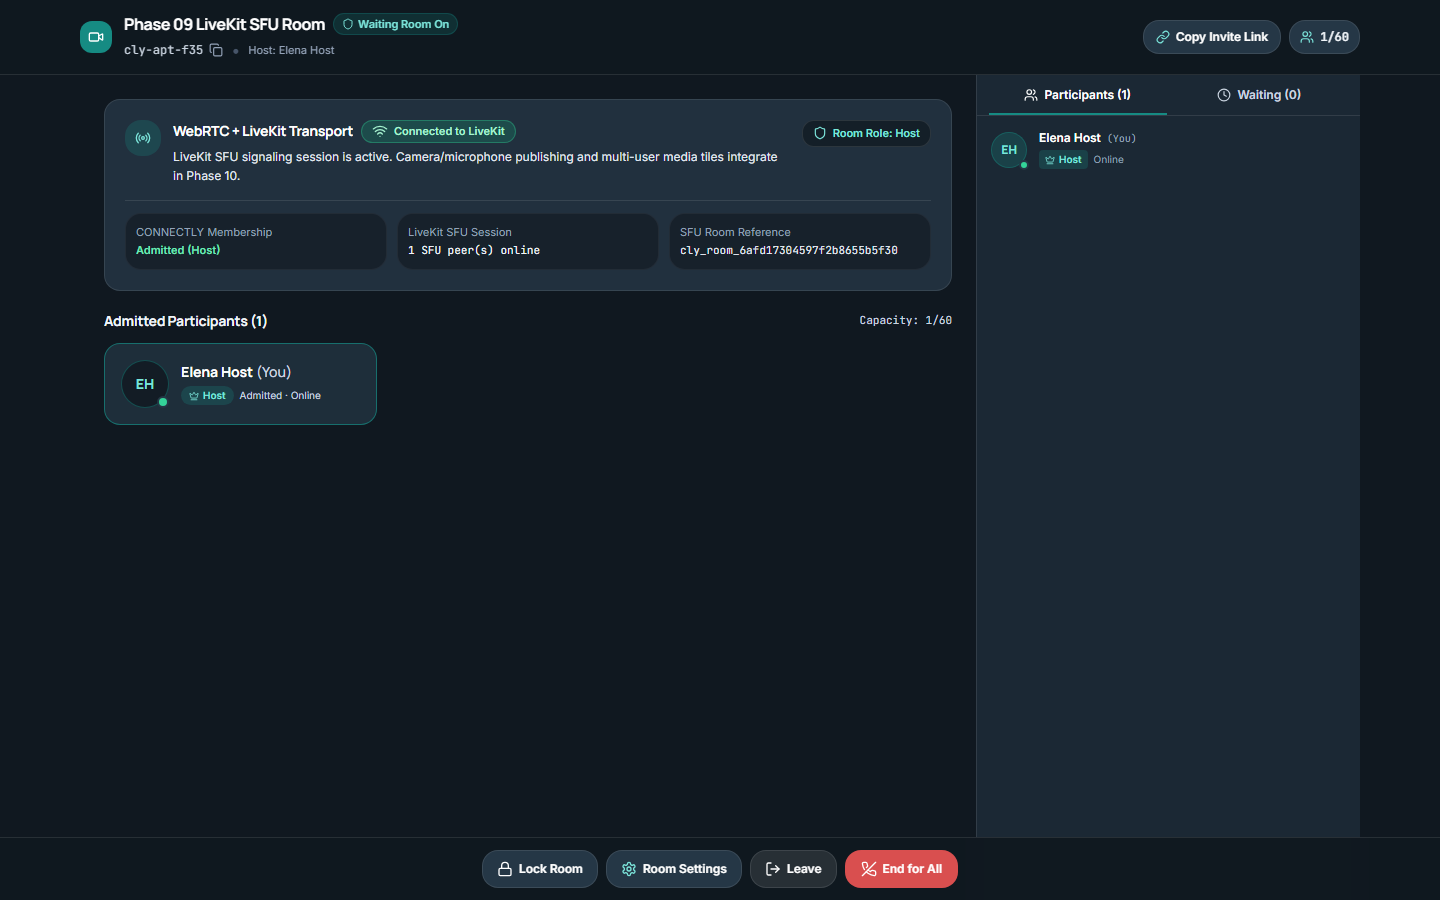 Phase 09 LiveKit SFU Room
Waiting Room On
cly-apt-f35
Host: Elena Host
Copy Invite Link
1/60
WebRTC + LiveKit Transport
Connected to LiveKit
Room Role: Host
LiveKit SFU signaling session is active. Camera/microphone publishing and multi-user media tiles integrate
in Phase 10.
CONNECTLY Membership
Admitted (Host)
LiveKit SFU Session
1 SFU peer(s) online
SFU Room Reference
cly_room_6afd17304597f2b8655b5f30
Admitted Participants (1)
Capacity: 1/60
EH
Elena Host (You)
Host
Admitted · Online
Participants (1)
Waiting (0)
EH
Elena Host (You)
Host
Online
Lock Room
Room Settings
Leave
End for All